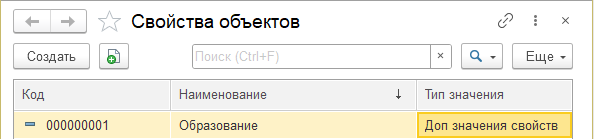 Свойства объектов
Создать Поиск (Ctrl+F) × Еще
Код Наименование ↓ Тип значения
000000001 Образование Доп значения свойств